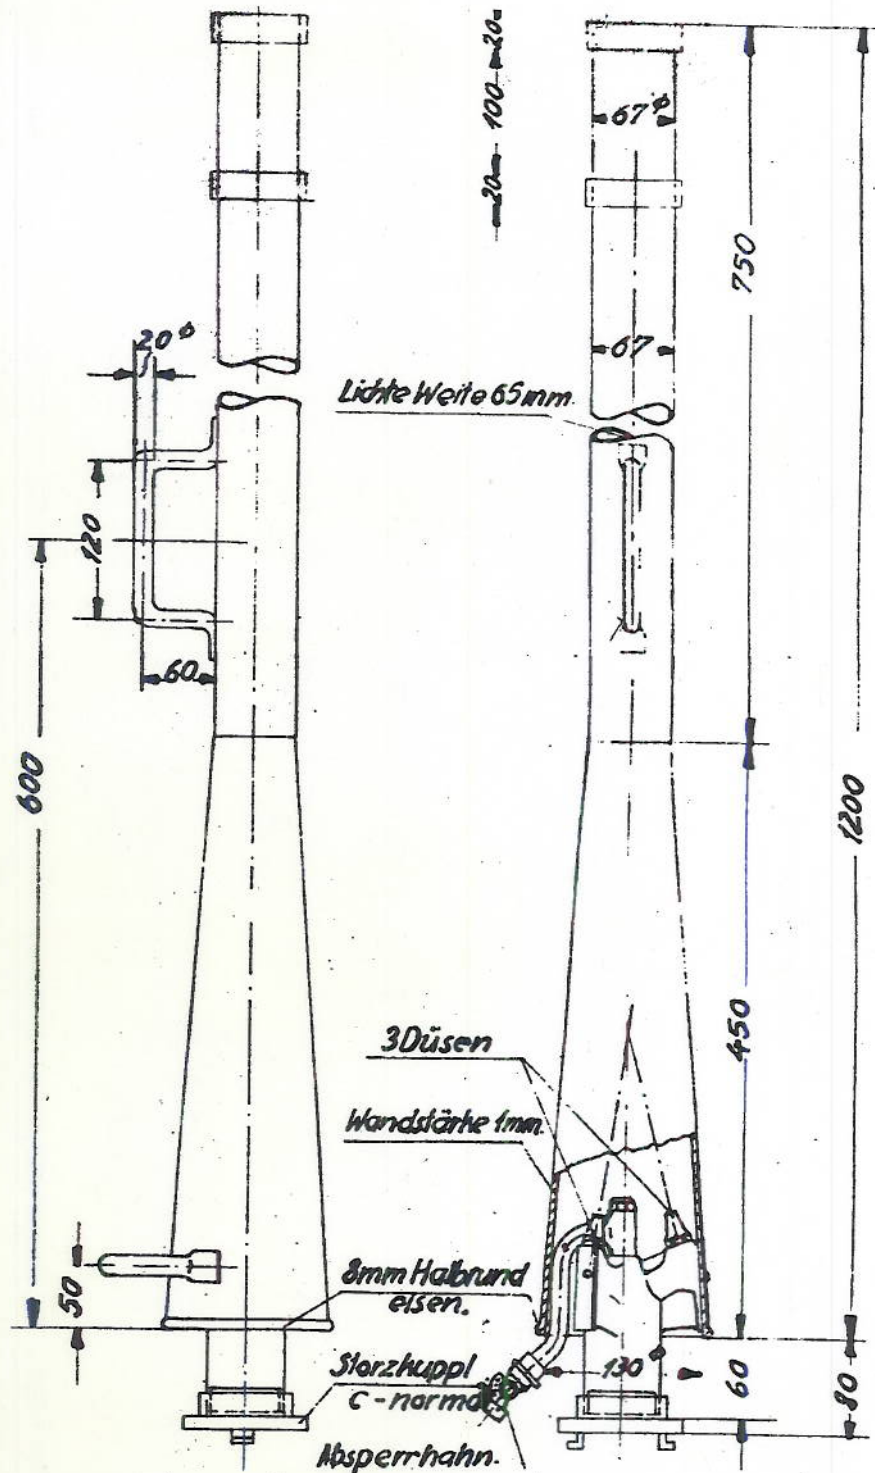 20
100
20
67⌀
750
20⌀
67
Lichte Weite 65mm
120
60
600
1200
3Düsen
450
Wandstärke 1mm.
50
8mm Halbrund
eisen.
Storzkuppl
C-normal
130
60
80
Absperrhahn.